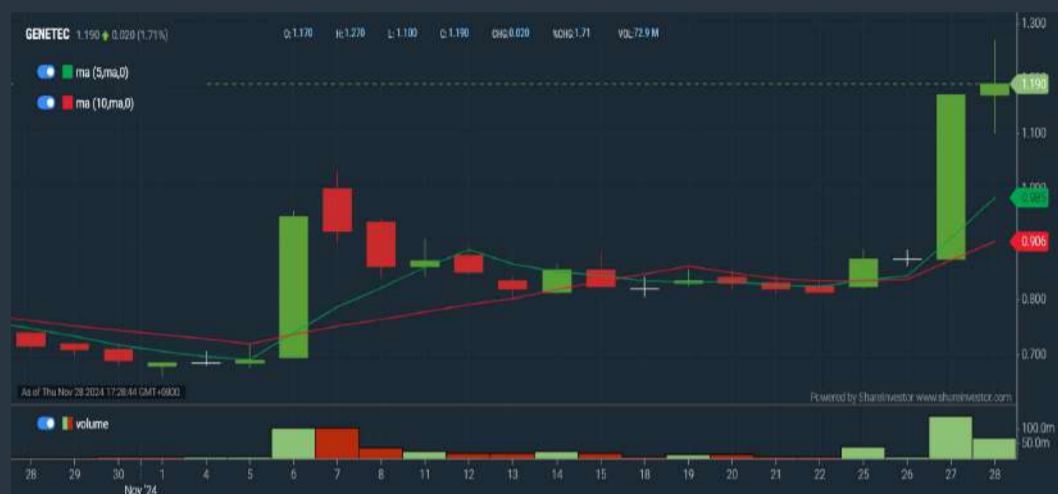 GENETEC 1.190 0.020 (1.71%) O: 1.170 H: 1.270 L: 1.100 C: 1.190 CHG:0.020 %CHG:1.71 VOL:72.9 M
ma (5,ma,0)
ma (10,ma,0)
1.300
1.190
1.100
1.000
0.985
0.906
0.800
0.700
As of Thu Nov 28 2024 17:28:44 GMT+0800
Powered by ShareInvestor www.shareinvestor.com
volume
100.0m
50.0m
28 29 30 1 4 5 6 7 8 11 12 13 14 15 18 19 20 21 22 25 26 27 28
Nov '24